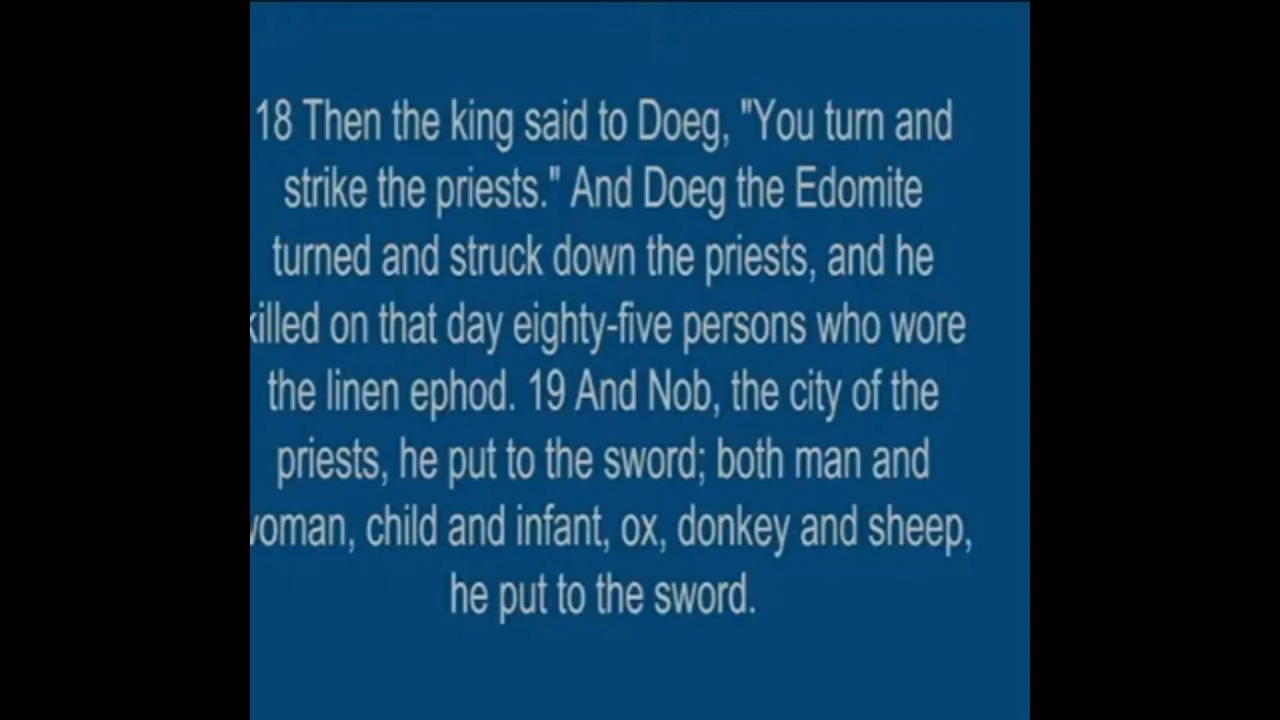 18 Then the king said to Doeg, "You turn and
strike the priests." And Doeg the Edomite
turned and struck down the priests, and he
killed on that day eighty-five persons who wore
the linen ephod. 19 And Nob, the city of the
priests, he put to the sword; both man and
woman, child and infant, ox, donkey and sheep,
he put to the sword.